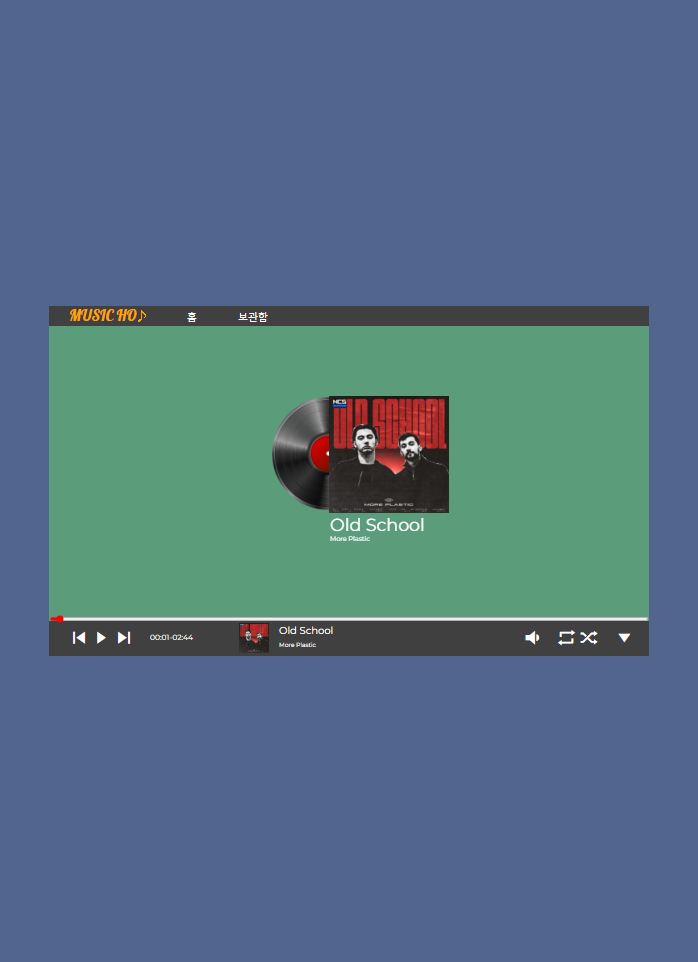 MUSIC HO♪
홈
보관함
NCS
OLD SCHOOL
MORE PLASTIC
Old School
More Plastic
00:01-02:44
Old School
More Plastic